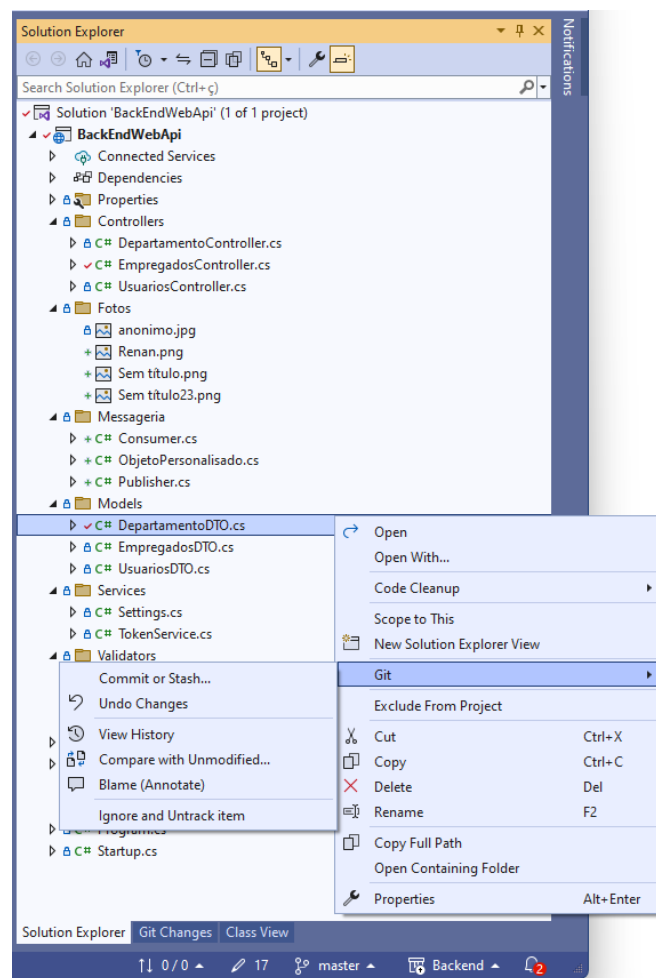 Solution Explorer
Notifications
Search Solution Explorer (Ctrl+ç)
Solution 'BackEndWebApi' (1 of 1 project)
BackEndWebApi
Connected Services
Dependencies
Properties
Controllers
C# DepartamentoController.cs
C# EmpregadosController.cs
C# UsuariosController.cs
Fotos
anonimo.jpg
Renan.png
Sem título.png
Sem título23.png
Messageria
C# Consumer.cs
C# ObjetoPersonalisado.cs
C# Publisher.cs
Models
C# DepartamentoDTO.cs
C# EmpregadosDTO.cs
C# UsuariosDTO.cs
Services
C# Settings.cs
C# TokenService.cs
Validators
C# Program.cs
C# Startup.cs
Open
Open With...
Code Cleanup
Scope to This
New Solution Explorer View
Git
Exclude From Project
Cut Ctrl+X
Copy Ctrl+C
Delete Del
Rename F2
Copy Full Path
Open Containing Folder
Properties Alt+Enter
Commit or Stash...
Undo Changes
View History
Compare with Unmodified...
Blame (Annotate)
Ignore and Untrack item
Solution Explorer Git Changes Class View
0/0 17 master Backend 2